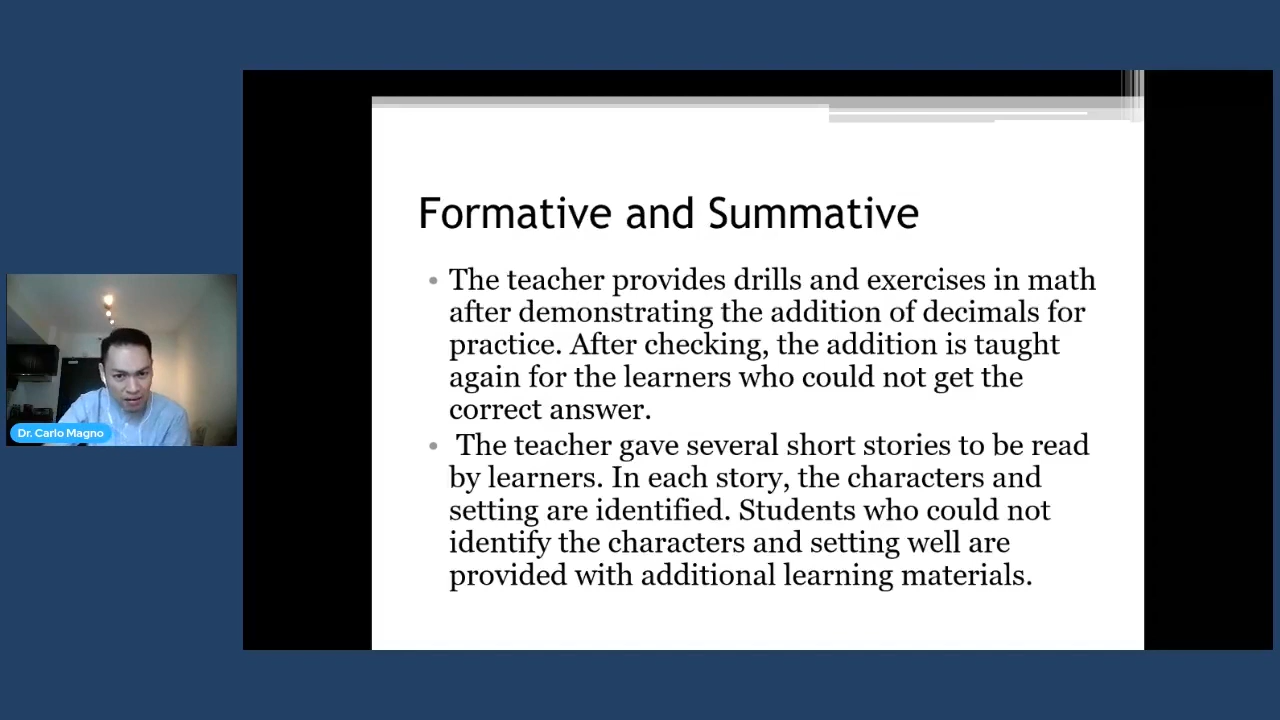 Formative and Summative
• The teacher provides drills and exercises in math
after demonstrating the addition of decimals for
practice. After checking, the addition is taught
again for the learners who could not get the
correct answer.
• The teacher gave several short stories to be read
by learners. In each story, the characters and
setting are identified. Students who could not
identify the characters and setting well are
provided with additional learning materials.
Dr. Carlo Magno